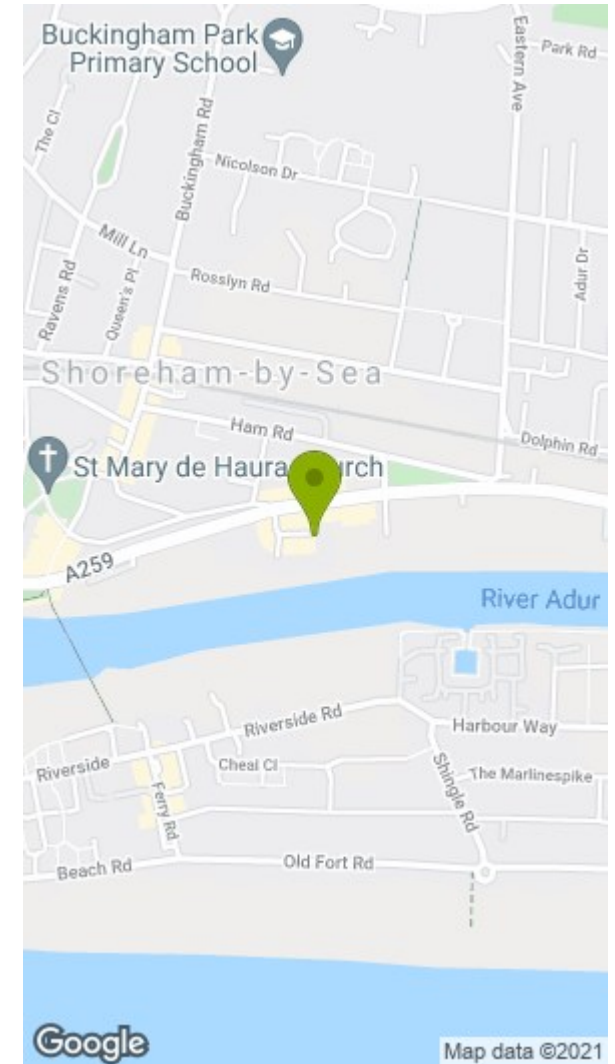 Buckingham Park
Primary School
Eastern Ave
Park Rd
The Cl
Buckingham Rd
Nicolson Dr
Mill Ln
Ravens Rd
Queen's Pl
Rosslyn Rd
Adur Dr
Shoreham-by-Sea
Ham Rd
Dolphin Rd
St Mary de Haura Church
A259
River Adur
Riverside Rd
Harbour Way
Riverside
Cheal Cl
The Marlinespike
Ferry Rd
Shingle Rd
Beach Rd
Old Fort Rd
Google
Map data ©2021